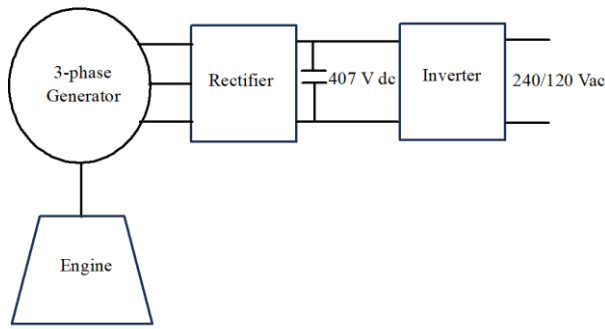 3-phase
Generator
Rectifier
407 V dc
Inverter
240/120 Vac
Engine